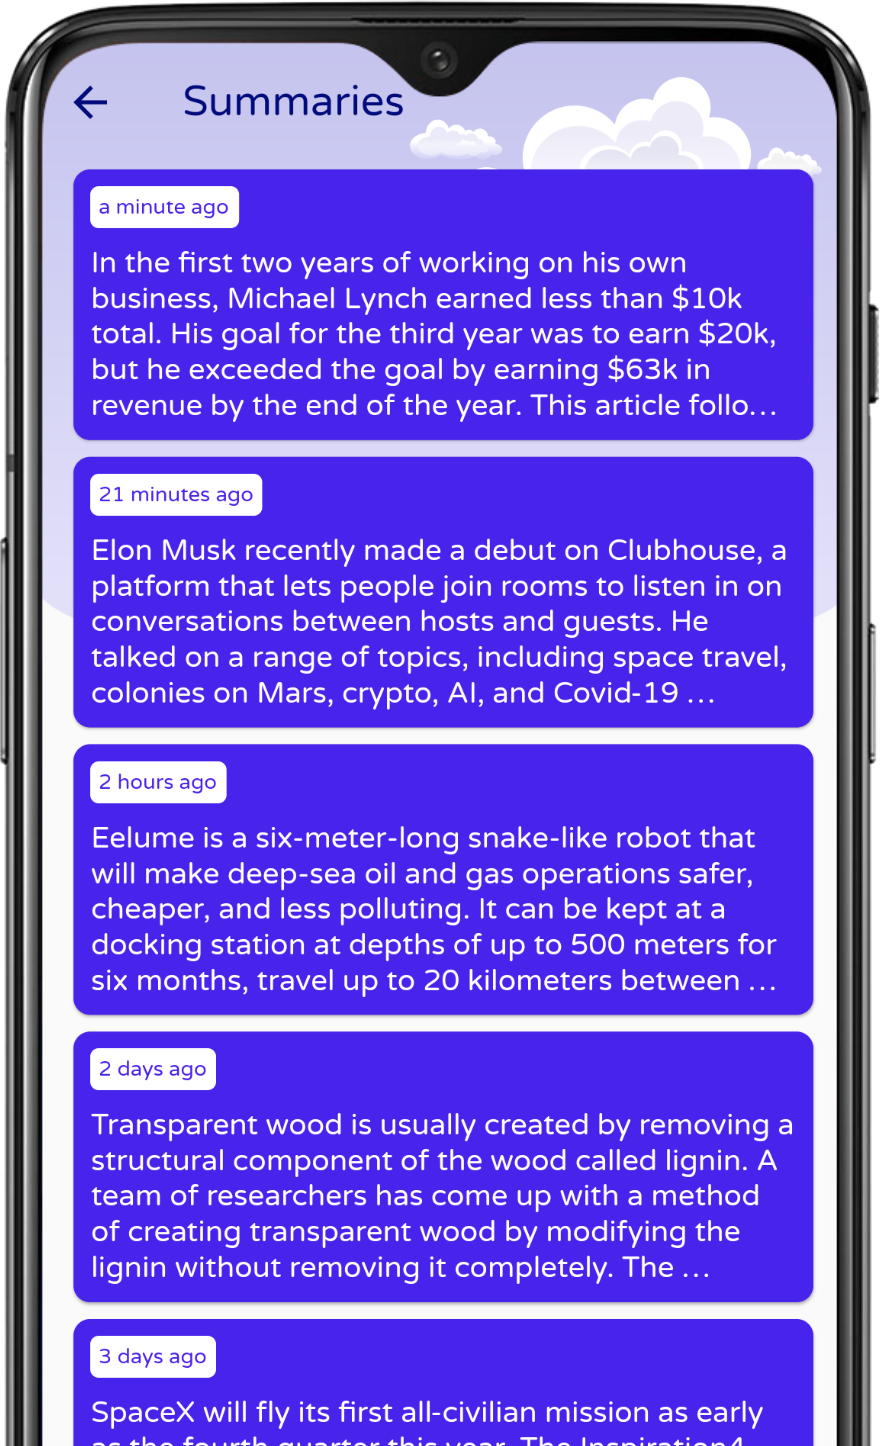 Summaries
a minute ago
In the first two years of working on his own
business, Michael Lynch earned less than $10k
total. His goal for the third year was to earn $20k,
but he exceeded the goal by earning $63k in
revenue by the end of the year. This article follo...
21 minutes ago
Elon Musk recently made a debut on Clubhouse, a
platform that lets people join rooms to listen in on
conversations between hosts and guests. He
talked on a range of topics, including space travel,
colonies on Mars, crypto, AI, and Covid-19 ...
2 hours ago
Eelume is a six-meter-long snake-like robot that
will make deep-sea oil and gas operations safer,
cheaper, and less polluting. It can be kept at a
docking station at depths of up to 500 meters for
six months, travel up to 20 kilometers between ...
2 days ago
Transparent wood is usually created by removing a
structural component of the wood called lignin. A
team of researchers has come up with a method
of creating transparent wood by modifying the
lignin without removing it completely. The ...
3 days ago
SpaceX will fly its first all-civilian mission as early
as the fourth quarter this year. The Inspiration4